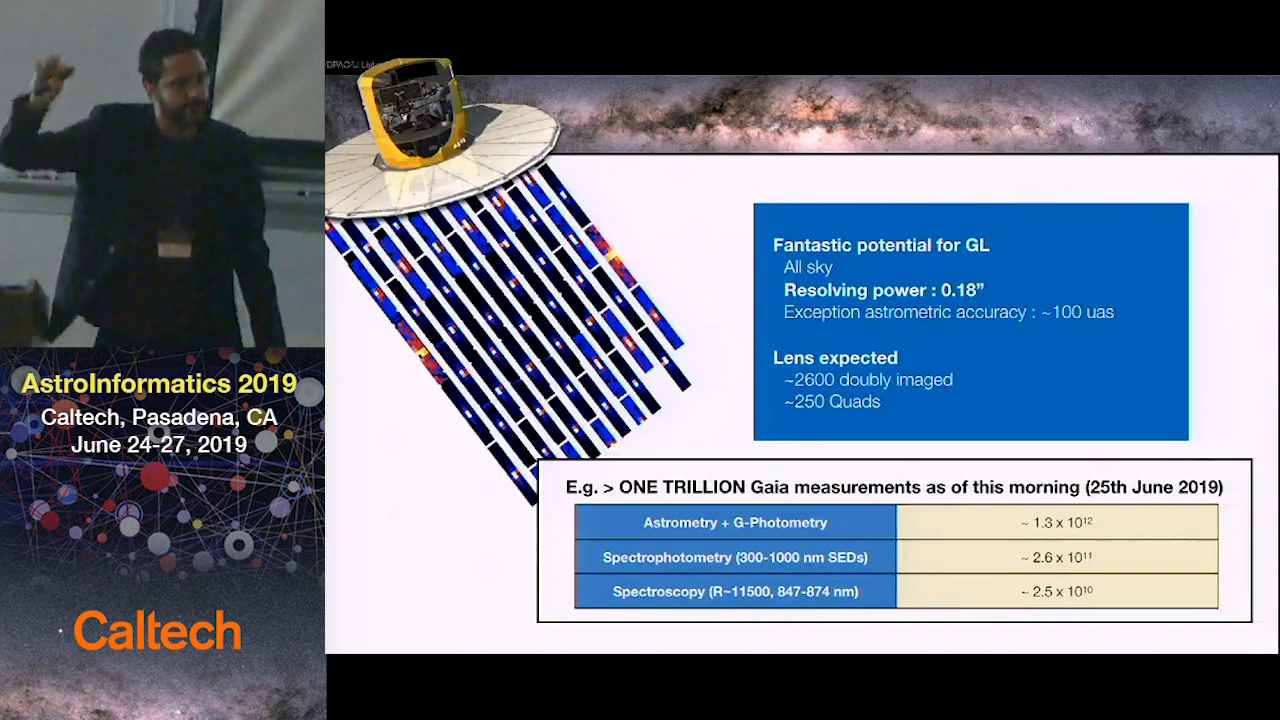 Fantastic potential for GL
All sky
Resolving power : 0.18”
Exception astrometric accuracy : ~100 uas
Lens expected
~2600 doubly imaged
~250 Quads
E.g. > ONE TRILLION Gaia measurements as of this morning (25th June 2019)
Astrometry + G-Photometry ~ 1.3 x 10¹²
Spectrophotometry (300-1000 nm SEDs) ~ 2.6 x 10¹¹
Spectroscopy (R~11500, 847-874 nm) ~ 2.5 x 10¹⁰
AstroInformatics 2019
Caltech, Pasadena, CA
June 24-27, 2019
Caltech